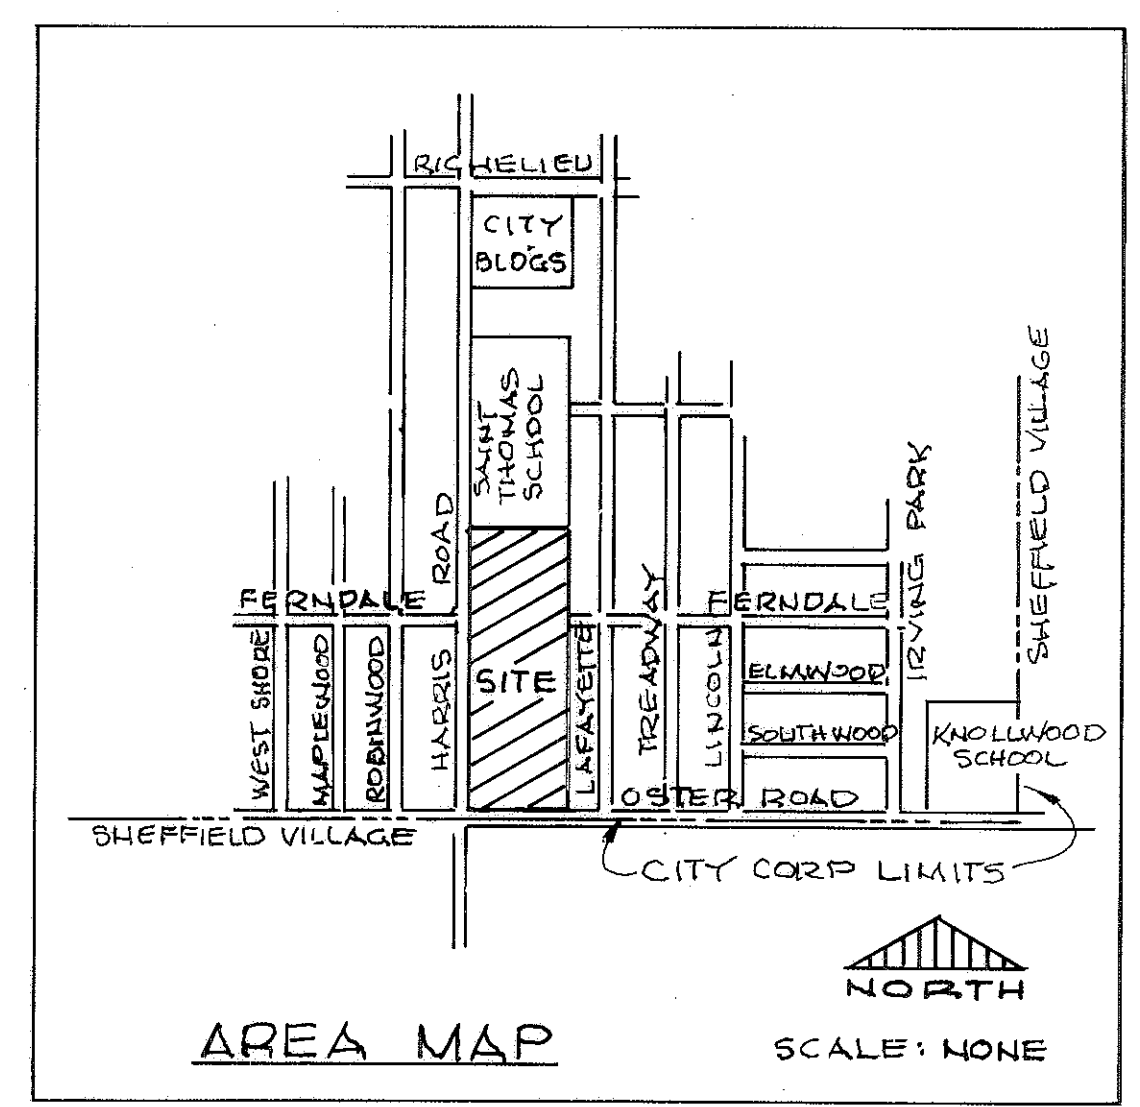 RICHELIEU
CITY
BLDGS
SAINT
THOMAS
SCHOOL
ROAD
FERNDALE
FERNDALE
IRVING PARK
SHEFFIELD VILLAGE
WEST SHORE
MAPLEWOOD
ROBINWOOD
HARRIS
SITE
LAFAYETTE
TREADWAY
LINCOLN
ELMWOOD
SOUTHWOOD
KNOLLWOOD
SCHOOL
OSTER ROAD
SHEFFIELD VILLAGE
CITY CORP LIMITS
NORTH
AREA MAP
SCALE: NONE